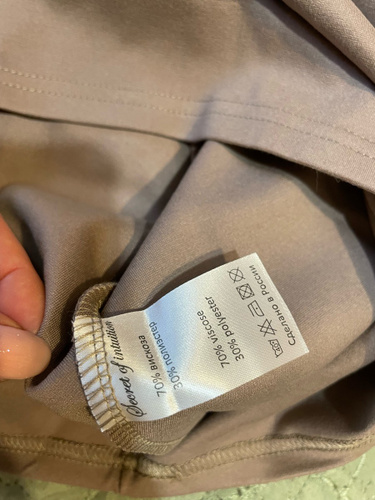 Secret of intuition
70% вискоза
30% полиэстер
70% viscose
30% polyester
Сделано в России